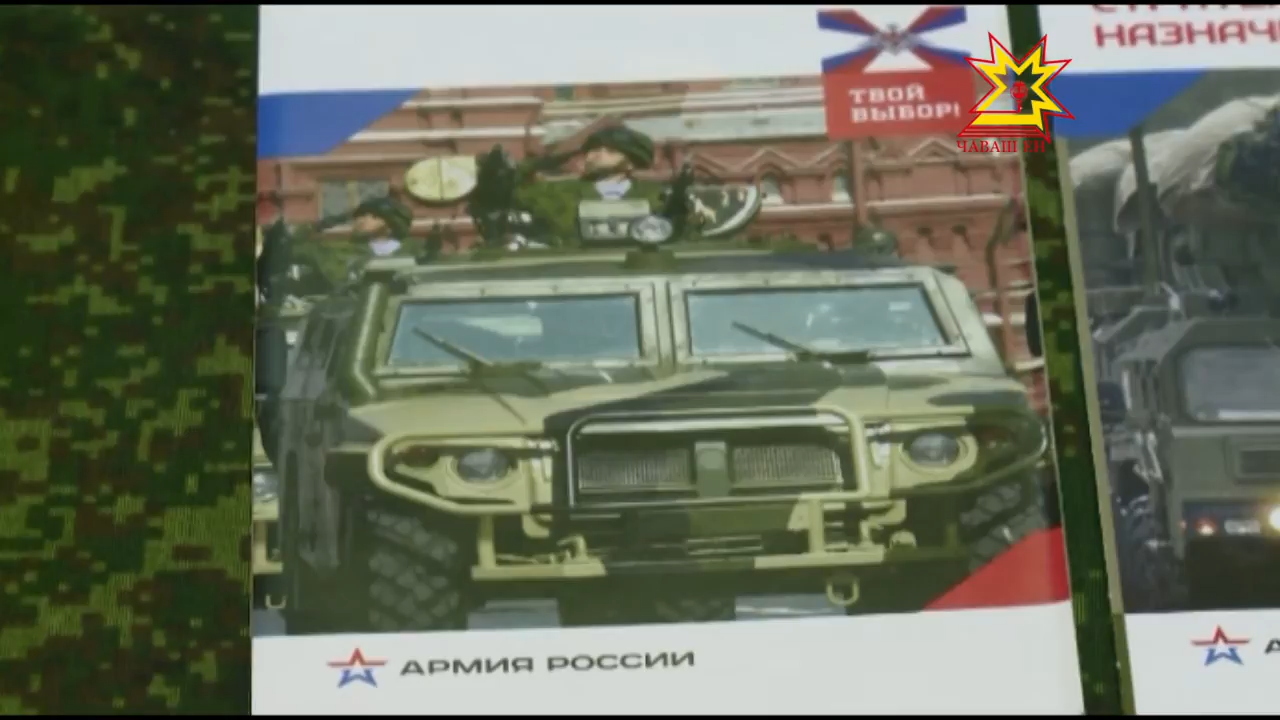 НАЗНАЧ
ТВОЙ
ВЫБОР!
ЧАВАШ ЕН
АРМИЯ РОССИИ
А